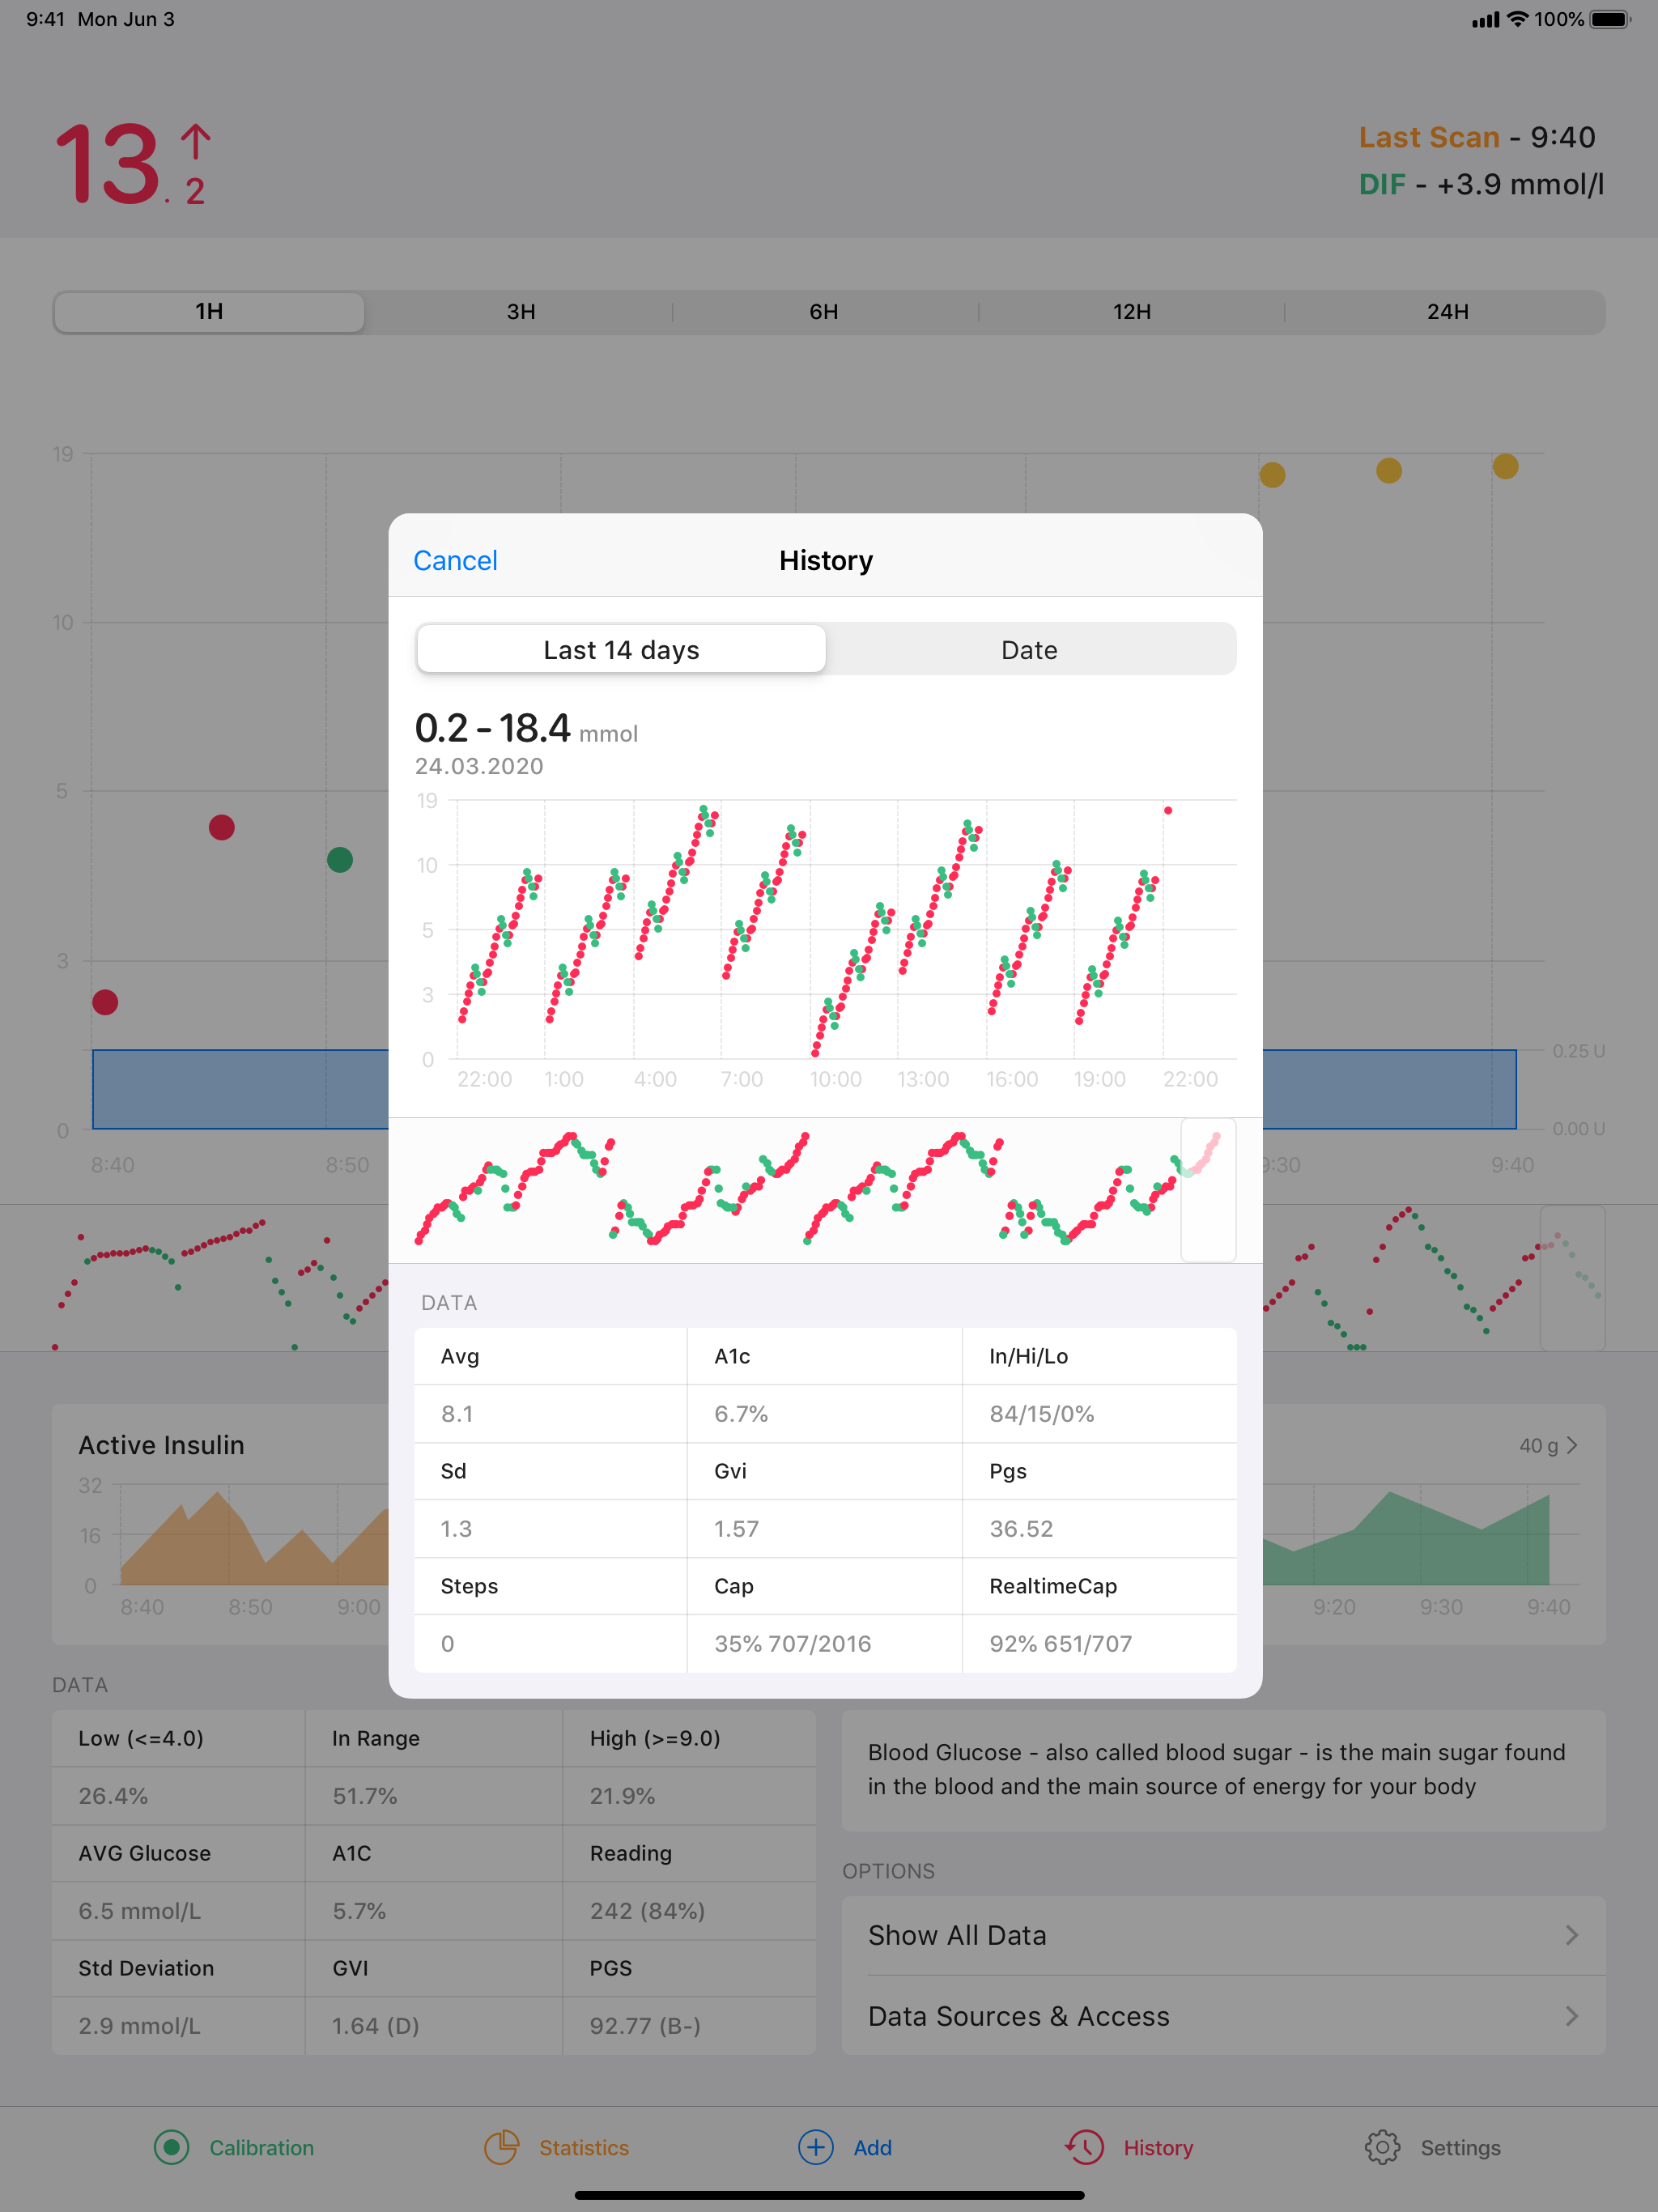 9:41 Mon Jun 3
100%
13.2
Last Scan - 9:40
DIF - +3.9 mmol/l
1H 3H 6H 12H 24H
19
10
5
3
0
0.25 U
0.00 U
8:40 8:50 9:30 9:40
Cancel History
Last 14 days Date
0.2 - 18.4 mmol
24.03.2020
19
10
5
3
0
22:00 1:00 4:00 7:00 10:00 13:00 16:00 19:00 22:00
DATA
Avg A1c In/Hi/Lo
8.1 6.7% 84/15/0%
Sd Gvi Pgs
1.3 1.57 36.52
Steps Cap RealtimeCap
0 35% 707/2016 92% 651/707
Active Insulin
32
16
0
8:40 8:50 9:00
40 g
9:20 9:30 9:40
DATA
Low (<=4.0) In Range High (>=9.0)
26.4% 51.7% 21.9%
AVG Glucose A1C Reading
6.5 mmol/L 5.7% 242 (84%)
Std Deviation GVI PGS
2.9 mmol/L 1.64 (D) 92.77 (B-)
Blood Glucose - also called blood sugar - is the main sugar found
in the blood and the main source of energy for your body
OPTIONS
Show All Data
Data Sources & Access
Calibration Statistics Add History Settings